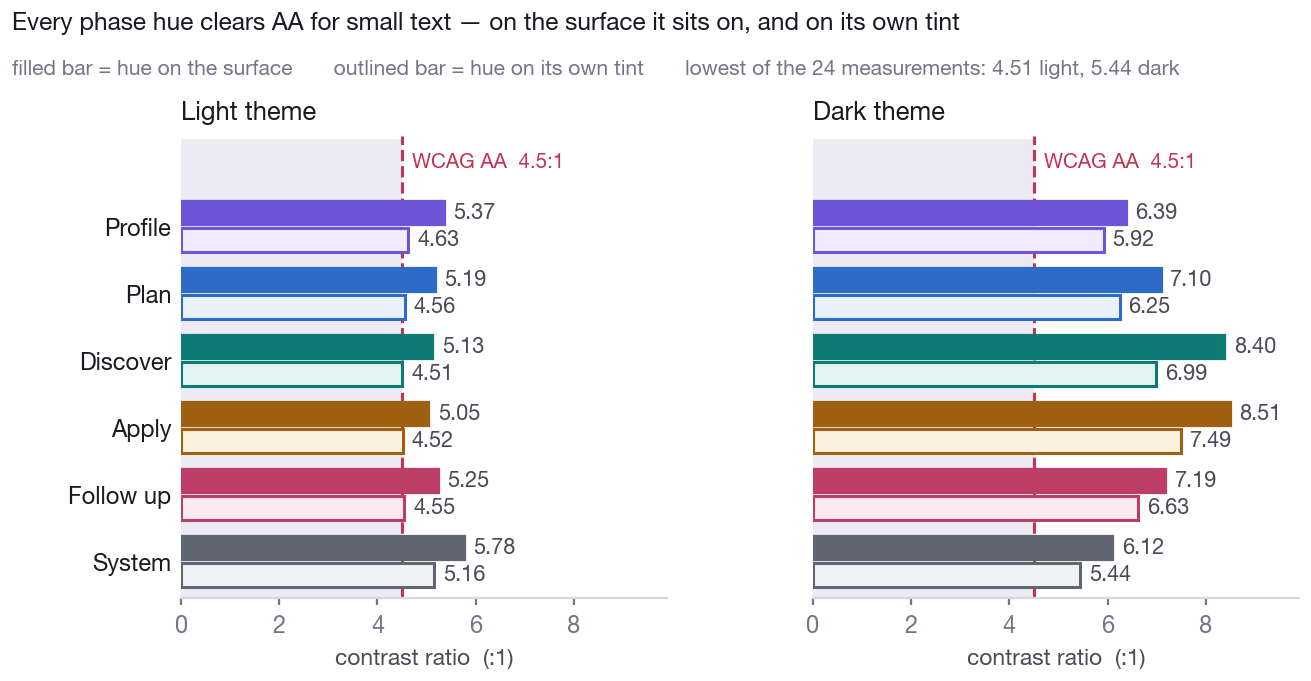 Every phase hue clears AA for small text — on the surface it sits on, and on its own tint
filled bar = hue on the surface outlined bar = hue on its own tint lowest of the 24 measurements: 4.51 light, 5.44 dark
Light theme
WCAG AA 4.5:1
Profile
5.37
4.63
Plan
5.19
4.56
Discover
5.13
4.51
Apply
5.05
4.52
Follow up
5.25
4.55
System
5.78
5.16
0 2 4 6 8
contrast ratio (:1)
Dark theme
WCAG AA 4.5:1
6.39
5.92
7.10
6.25
8.40
6.99
8.51
7.49
7.19
6.63
6.12
5.44
0 2 4 6 8
contrast ratio (:1)